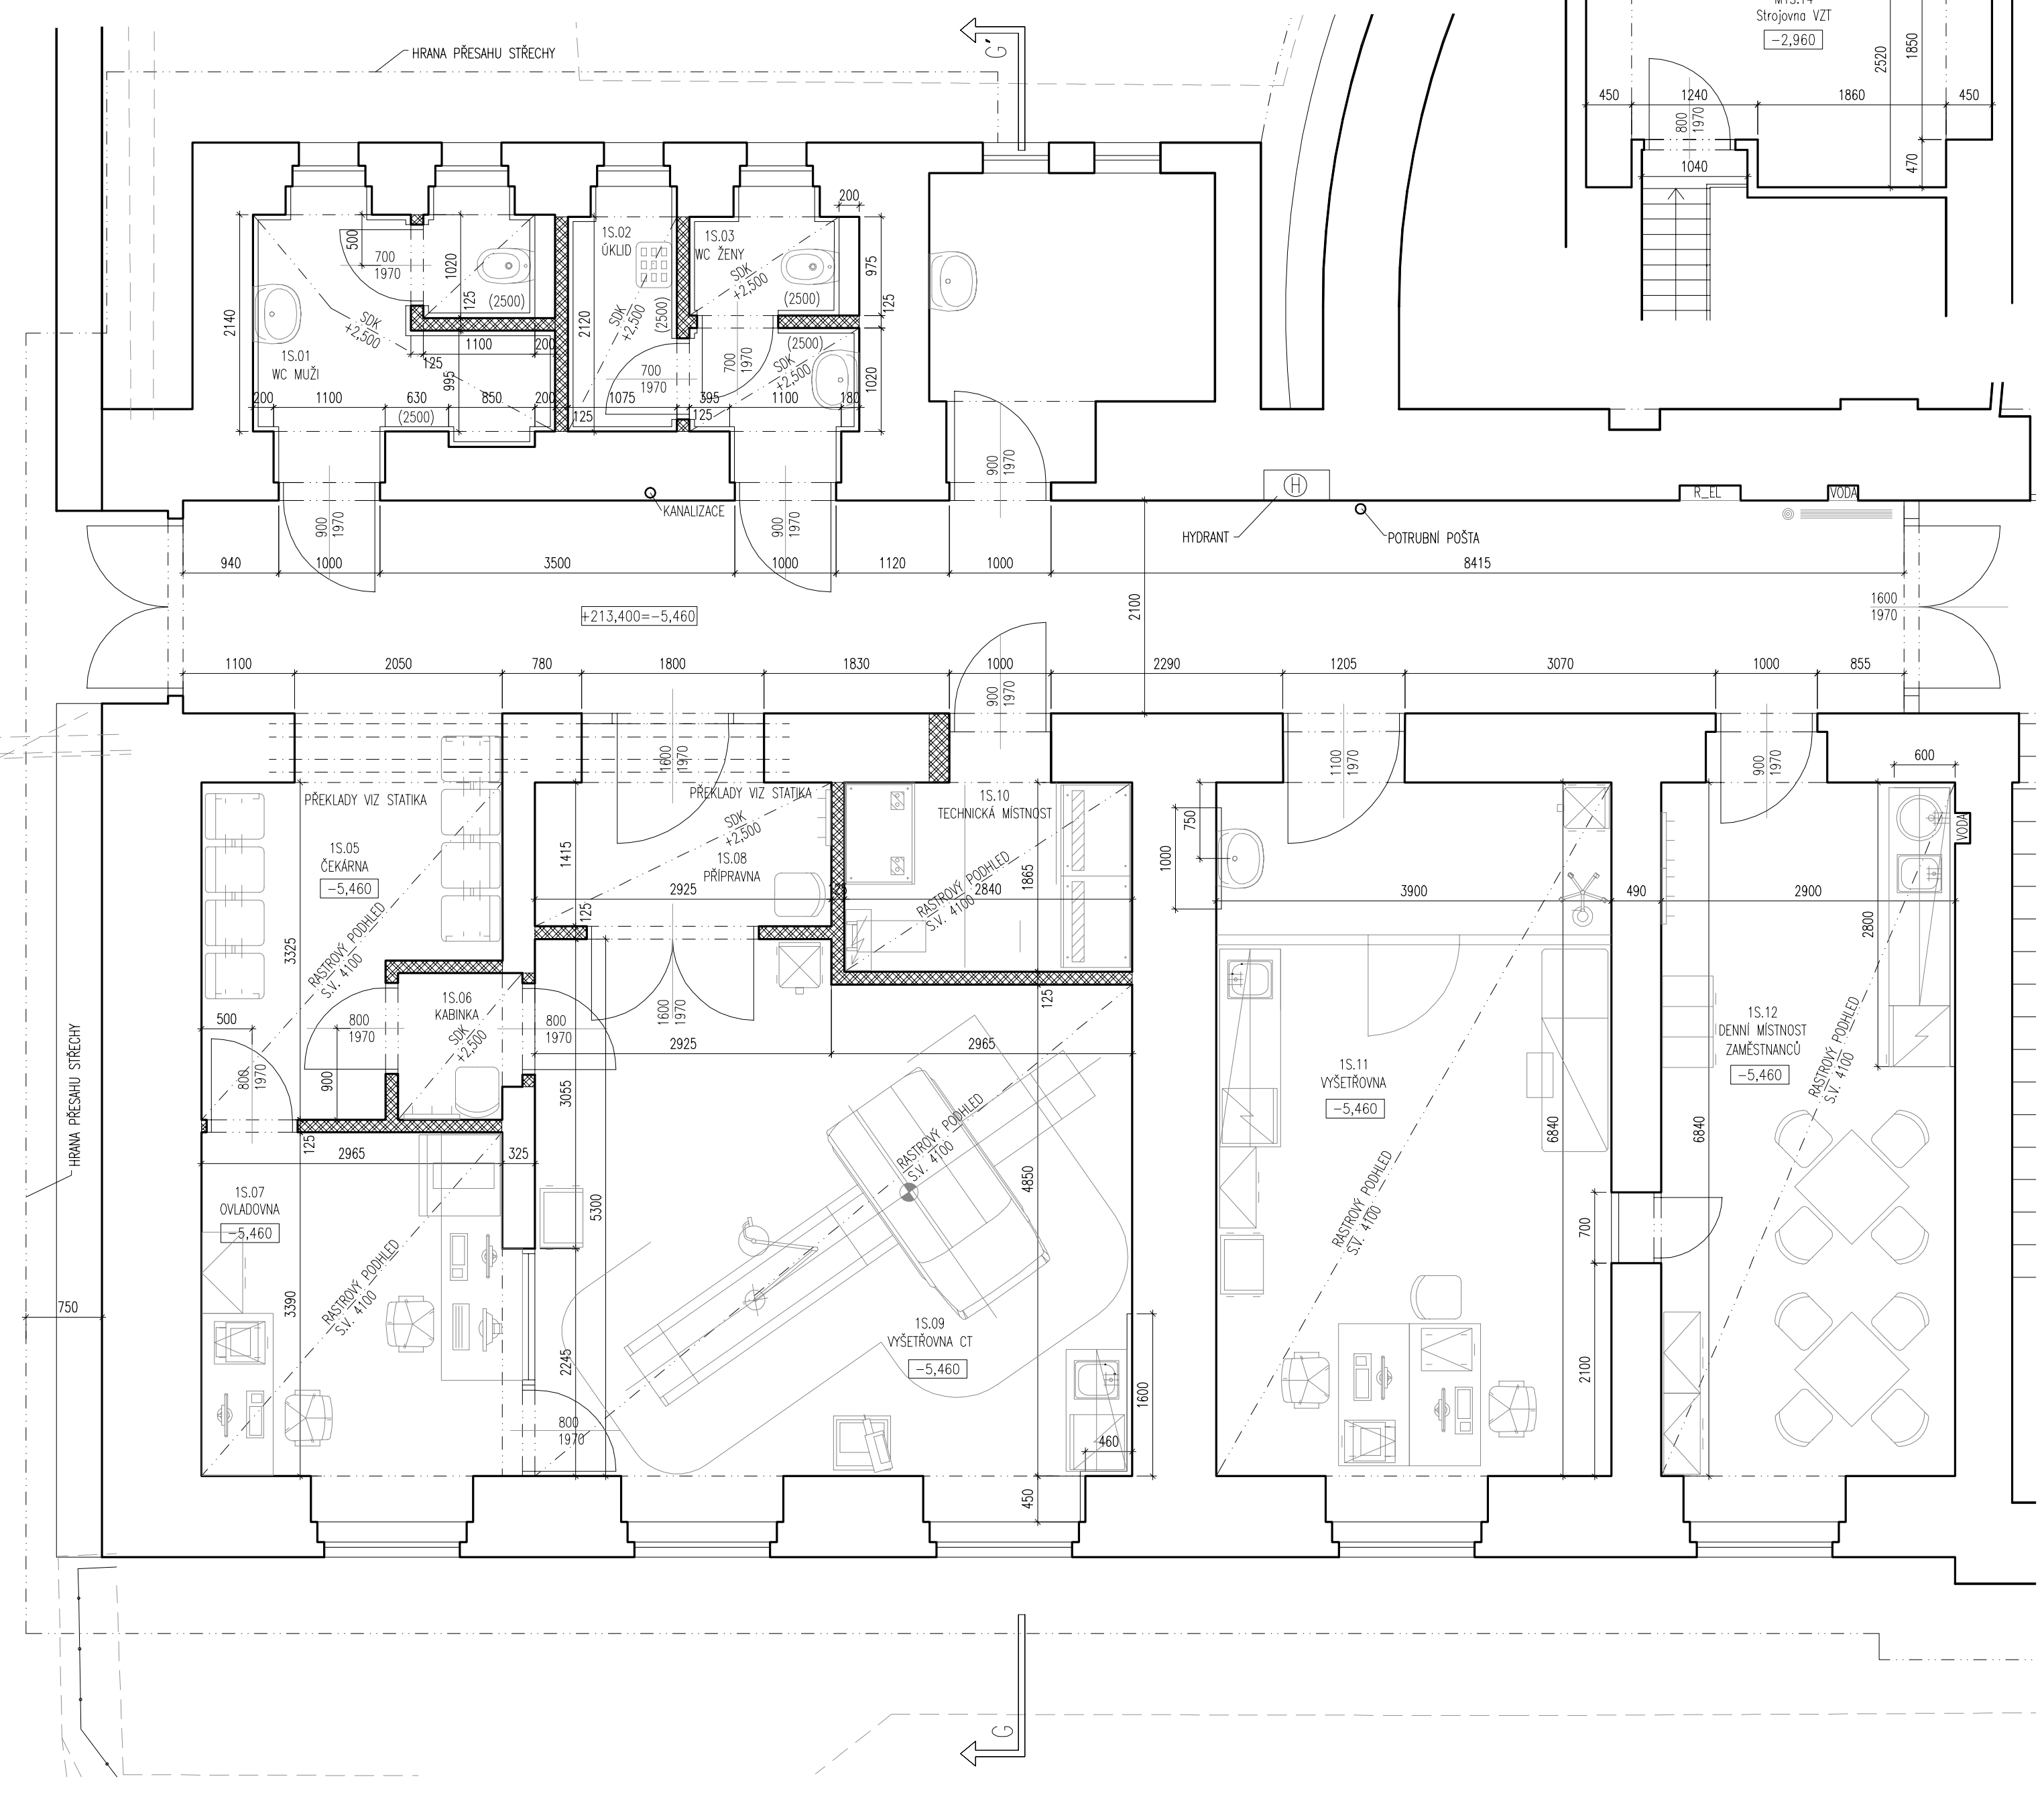 HRANA PŘESAHU STŘECHY
G'
Strojovna VZT
-2,960
2520
1850
450
1240
1860
450
800
1970
1040
470
200
1S.02
ÚKLID
1S.03
WC ŽENY
SDK
+2,500
500
700
1970
1020
125
(2500)
(2500)
975
125
2140
SDK
+2,500
SDK
+2,500
(2500)
2120
1S.01
WC MUŽI
1100
200
125
995
700
1970
700
1970
(2500)
SDK
+2,500
1020
200
1100
630
850
200
(2500)
125
1075
395
125
1100
180
900
1970
900
1970
900
1970
KANALIZACE
H
HYDRANT
POTRUBNÍ POŠTA
R_EL
VODA
940
1000
3500
1000
1120
1000
8415
+213,400=-5,460
2100
1600
1970
1100
2050
780
1800
1830
1000
2290
1205
3070
1000
855
1600
1970
900
1970
1100
1970
900
1970
600
PŘEKLADY VIZ STATIKA
PŘEKLADY VIZ STATIKA
SDK
+2,500
1S.10
TECHNICKÁ MÍSTNOST
750
1000
VODA
1S.05
ČEKÁRNA
-5,460
1415
1S.08
PŘÍPRAVNA
2925
125
2840
1865
RASTROVÝ PODHLED
S.V. 4100
3900
490
2900
2800
3325
RASTROVÝ PODHLED
S.V. 4100
125
1S.06
KABINKA
SDK
+2,500
500
800
1970
800
1970
800
1970
900
1600
1970
125
2925
2965
3055
1S.12
DENNÍ MÍSTNOST
ZAMĚSTNANCŮ
-5,460
RASTROVÝ PODHLED
S.V. 4100
1S.11
VYŠETŘOVNA
-5,460
6840
6840
HRANA PŘESAHU STŘECHY
125
2965
325
RASTROVÝ PODHLED
S.V. 4100
4850
1S.07
OVLADOVNA
-5,460
5300
RASTROVÝ PODHLED
S.V. 4100
RASTROVÝ PODHLED
S.V. 4100
700
750
3390
2245
1S.09
VYŠETŘOVNA CT
-5,460
1600
2100
800
1970
460
450
G